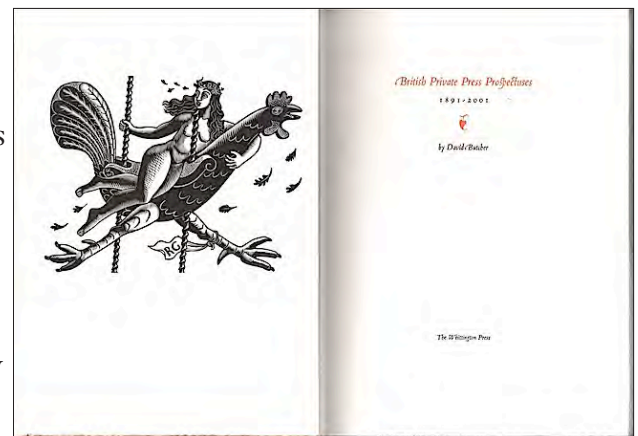 RG
British Private Press Prospectuses
1891-2001
by David Butcher
The Whittington Press